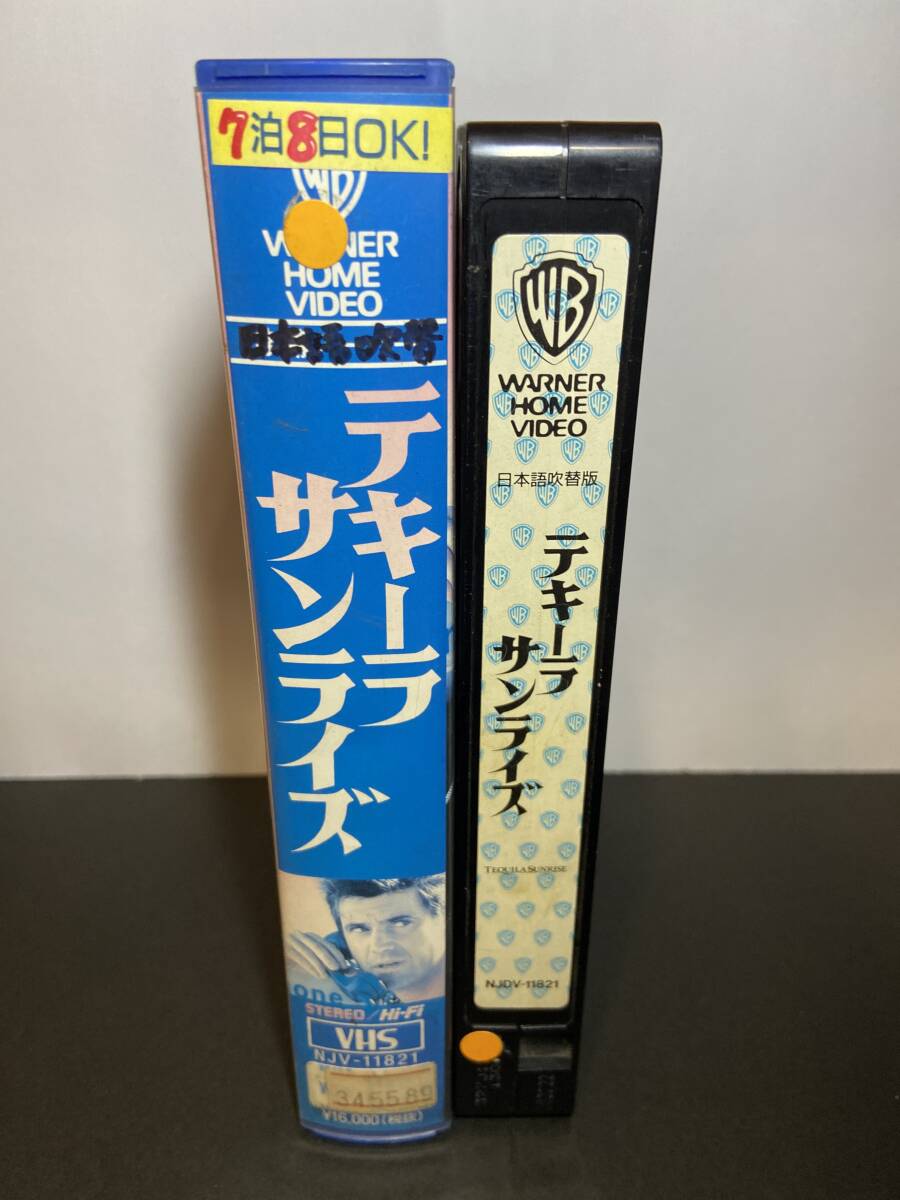 7泊8日OK!
WARNER
HOME
VIDEO
日本語吹替
テキーラ
サンライズ
one
STEREO/Hi-Fi
VHS
NJV-11821
345589
¥16,000(税抜)
WB
WARNER
HOME
VIDEO
日本語吹替版
テキーラ
サンライズ
TEQUILA SUNRISE
NJDV-11821